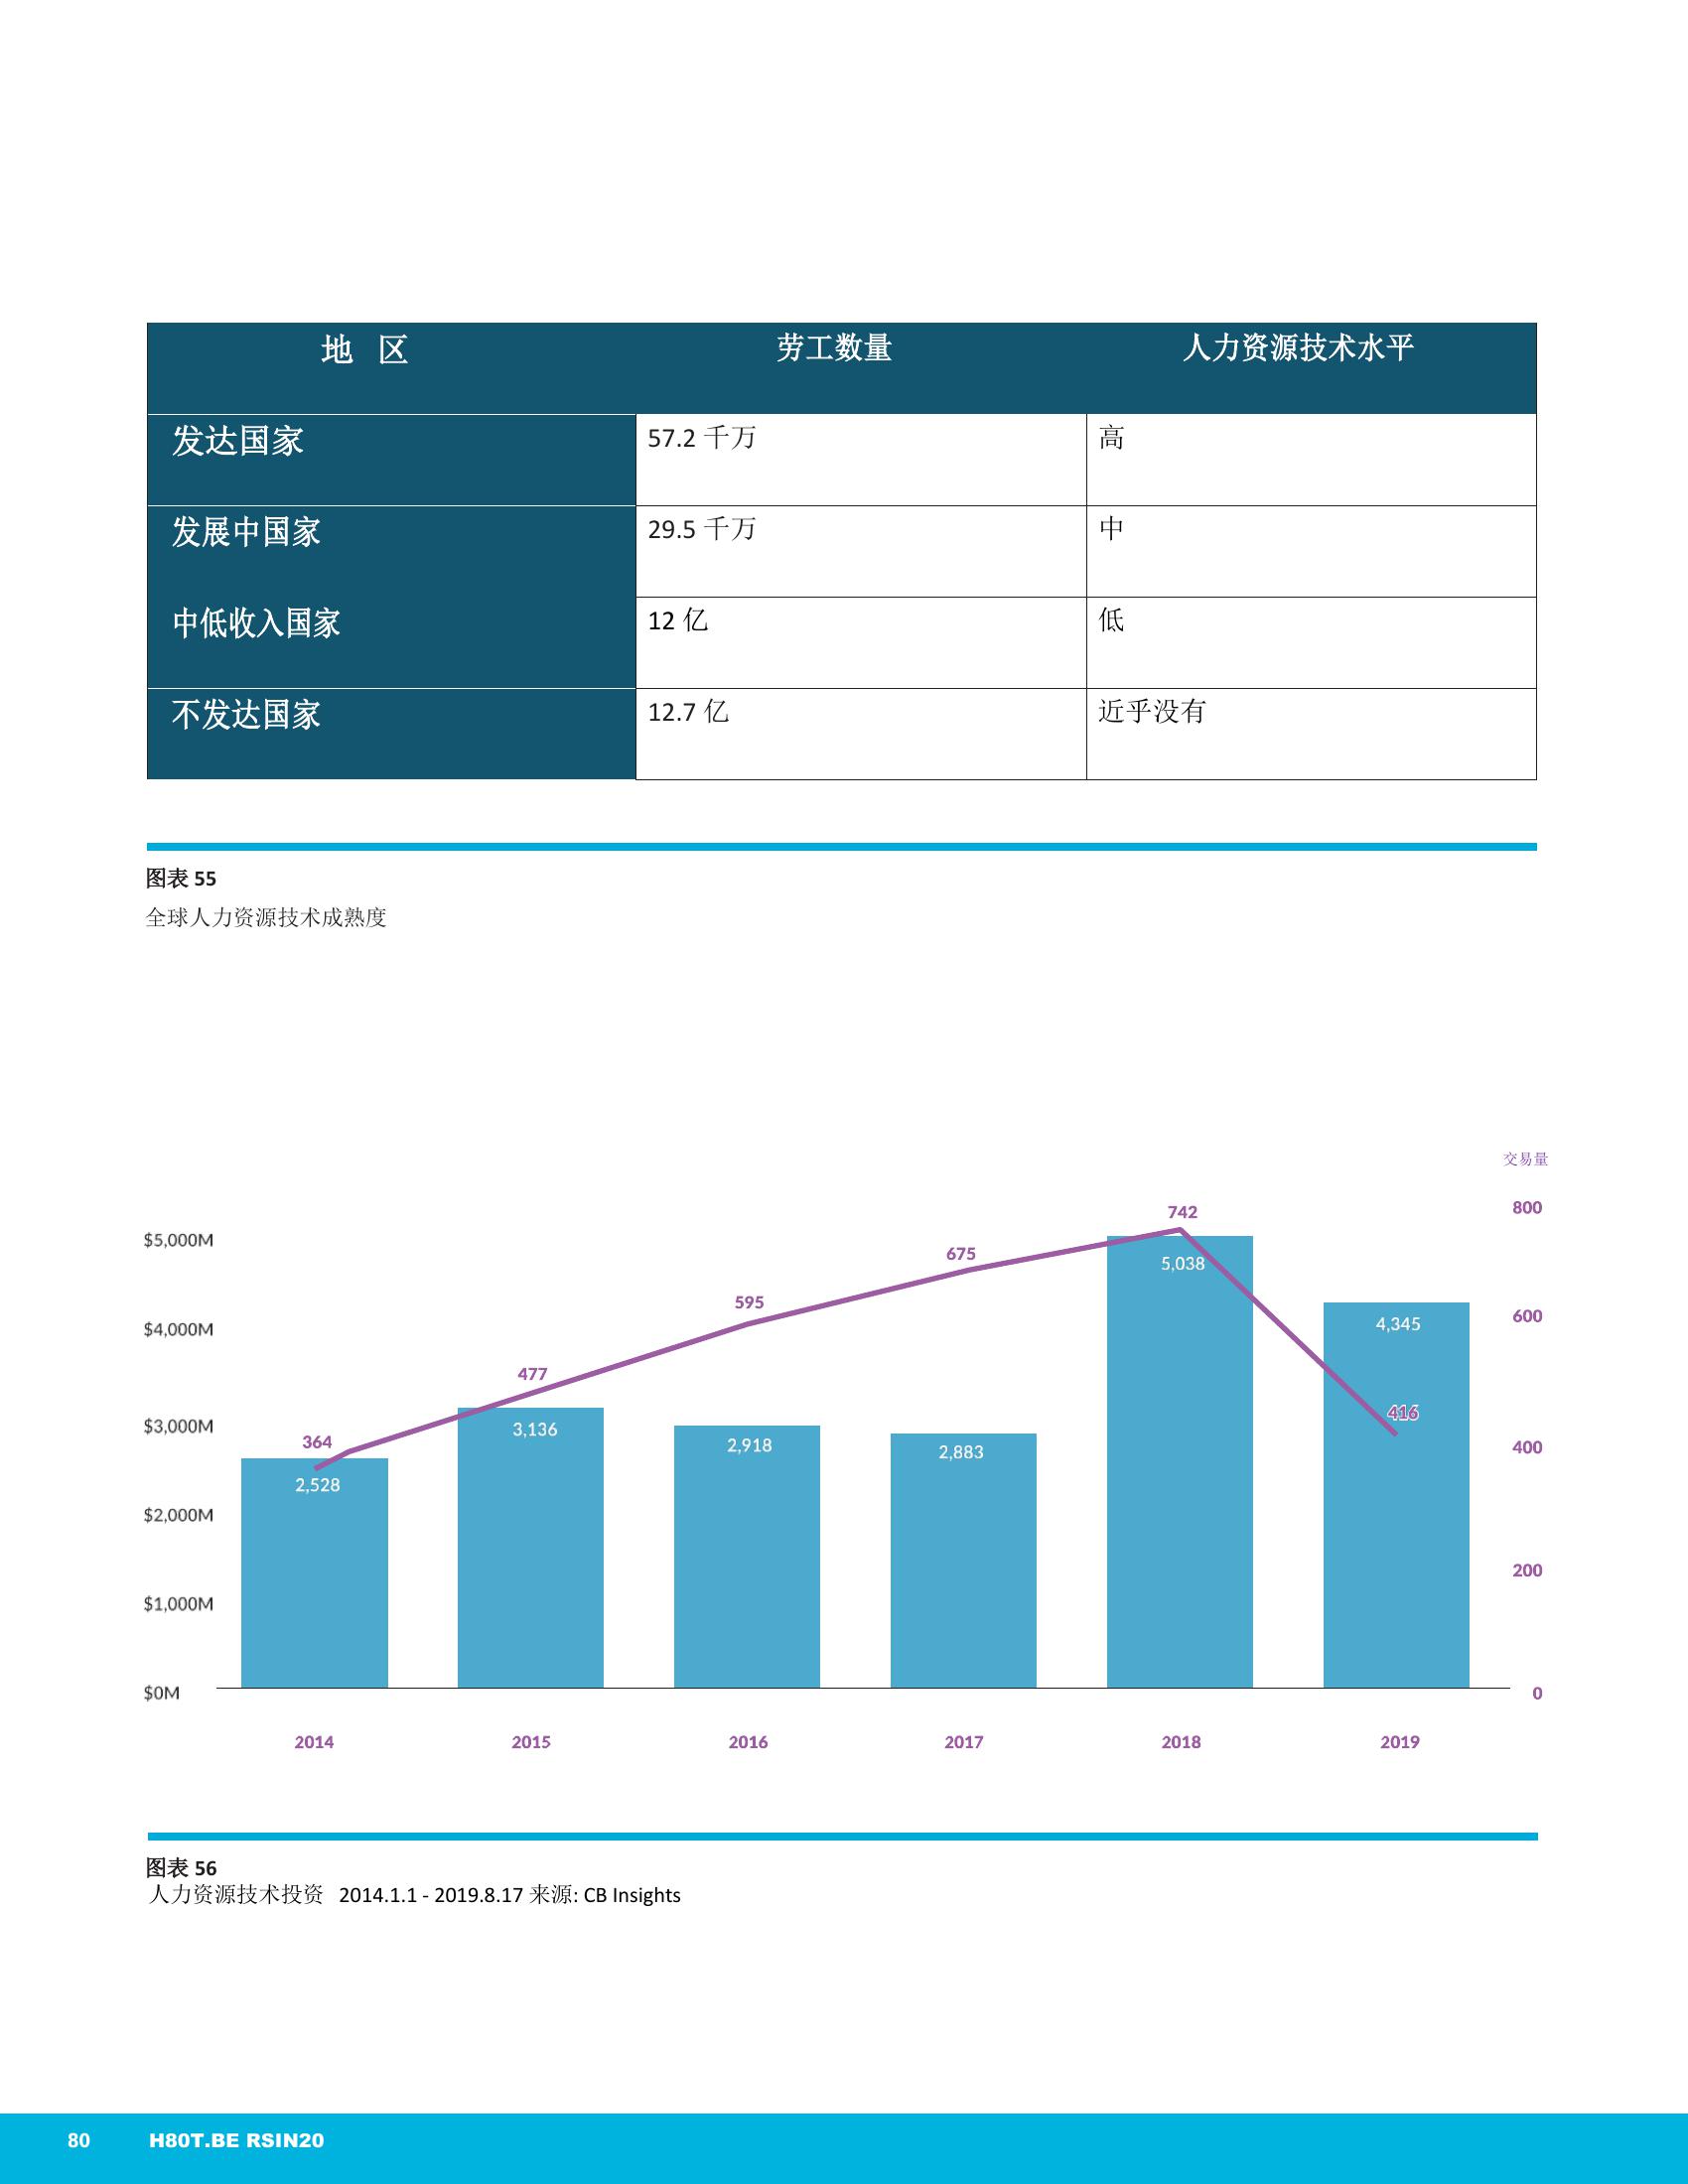 地 区 劳工数量 人力资源技术水平
发达国家 57.2 千万 高
发展中国家 29.5 千万 中
中低收入国家 12 亿 低
不发达国家 12.7 亿 近乎没有
图表 55
全球人力资源技术成熟度
交易量
800
742
$5,000M
5,038
675
595
600
$4,000M
4,345
477
416
$3,000M
3,136
364
2,918
2,883
400
2,528
$2,000M
200
$1,000M
$0M
0
2014 2015 2016 2017 2018 2019
图表 56
人力资源技术投资 2014.1.1 - 2019.8.17 来源: CB Insights
80 H80T.BE RSIN20